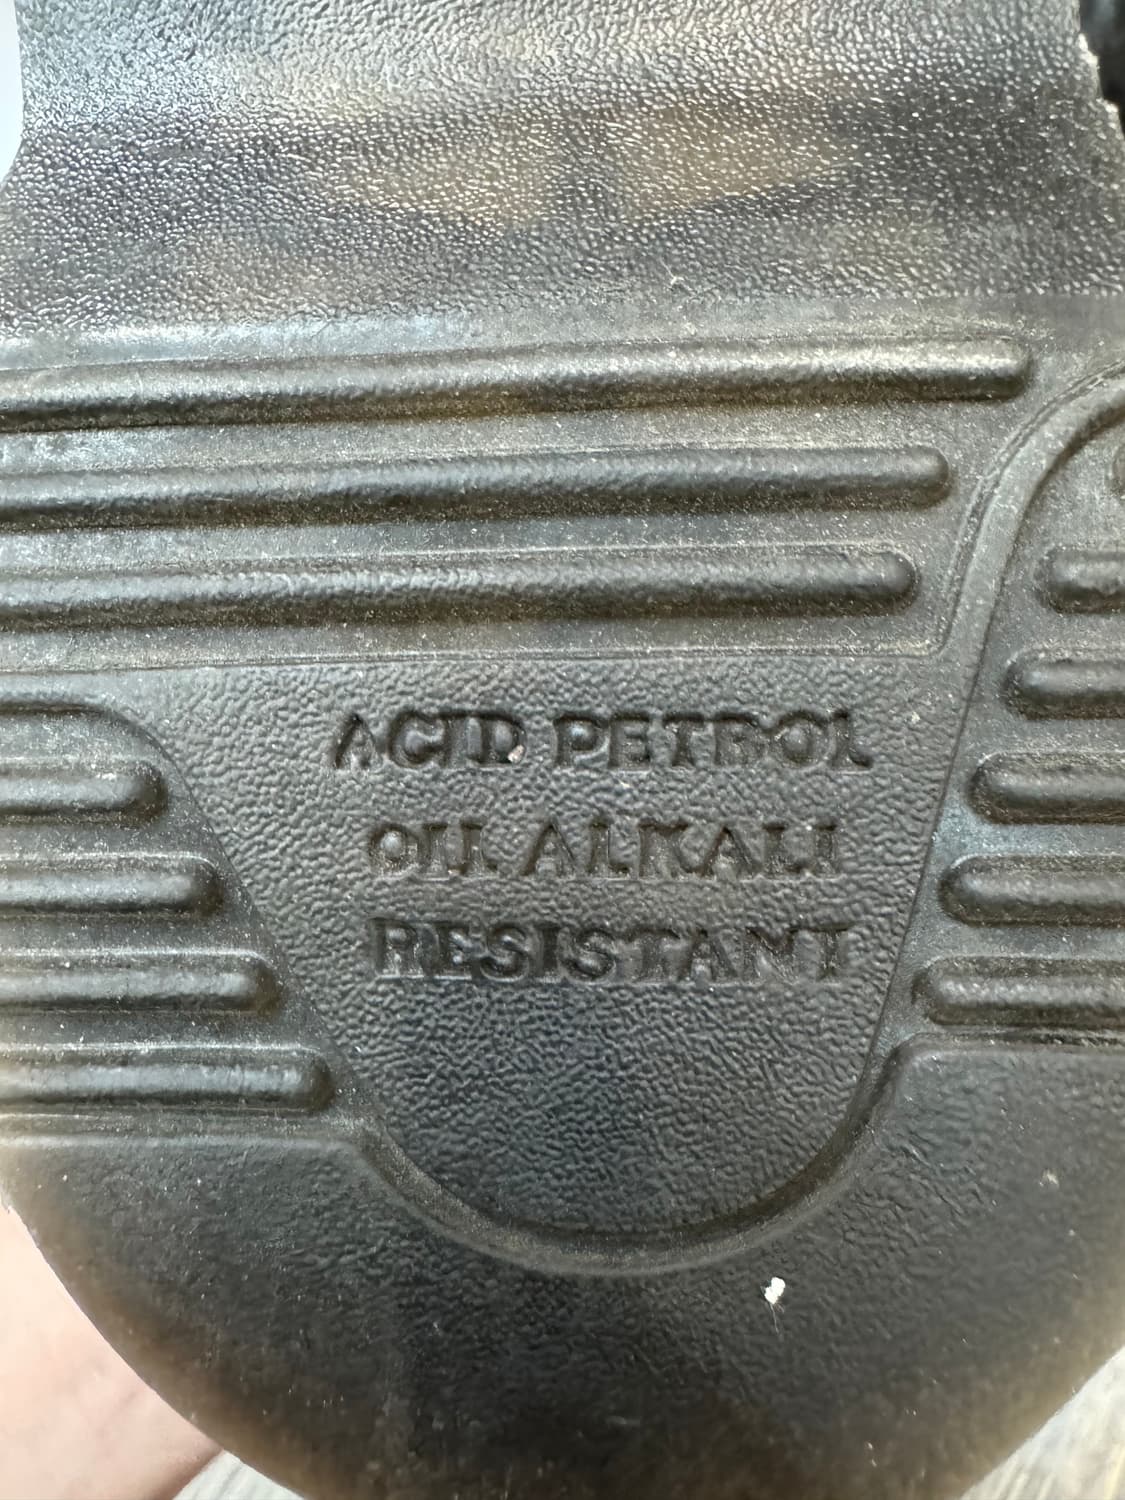 ACID PETROL
OIL ALKALI
RESISTANT